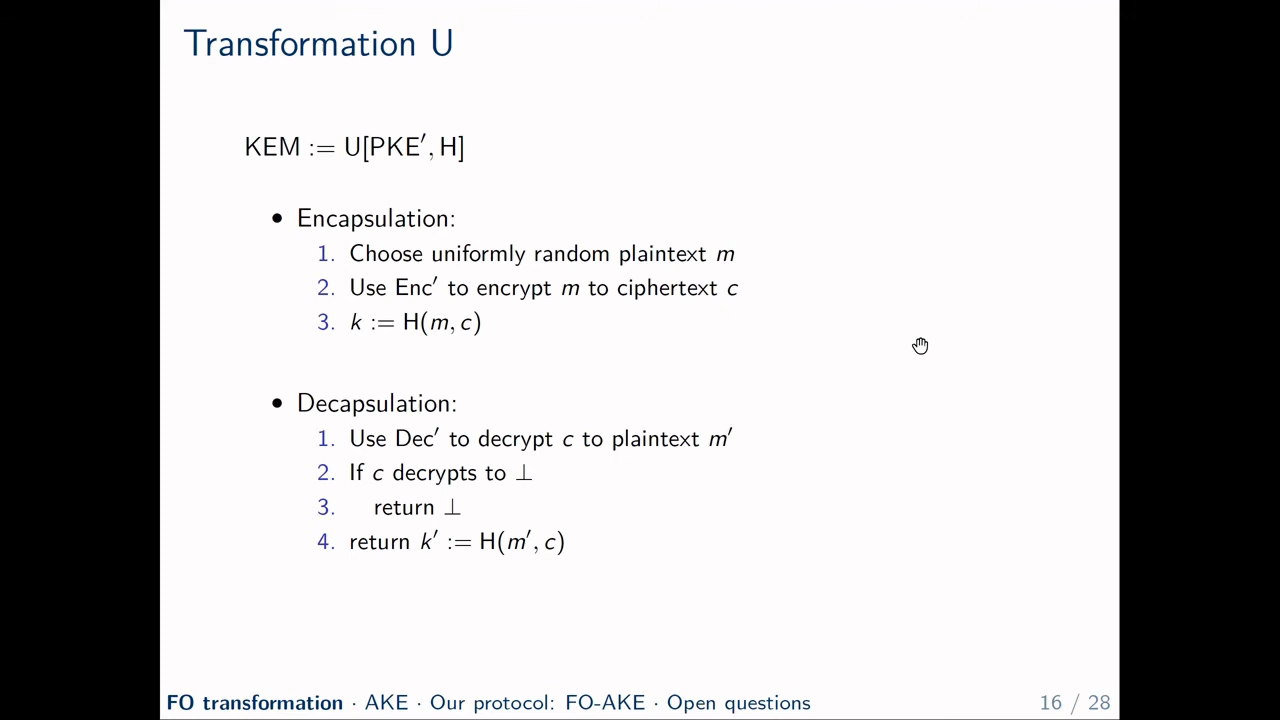 Transformation U
KEM := U[PKE′, H]
• Encapsulation:
1. Choose uniformly random plaintext m
2. Use Enc′ to encrypt m to ciphertext c
3. k := H(m, c)
• Decapsulation:
1. Use Dec′ to decrypt c to plaintext m′
2. If c decrypts to ⊥
3. return ⊥
4. return k′ := H(m′, c)
FO transformation · AKE · Our protocol: FO-AKE · Open questions 16 / 28